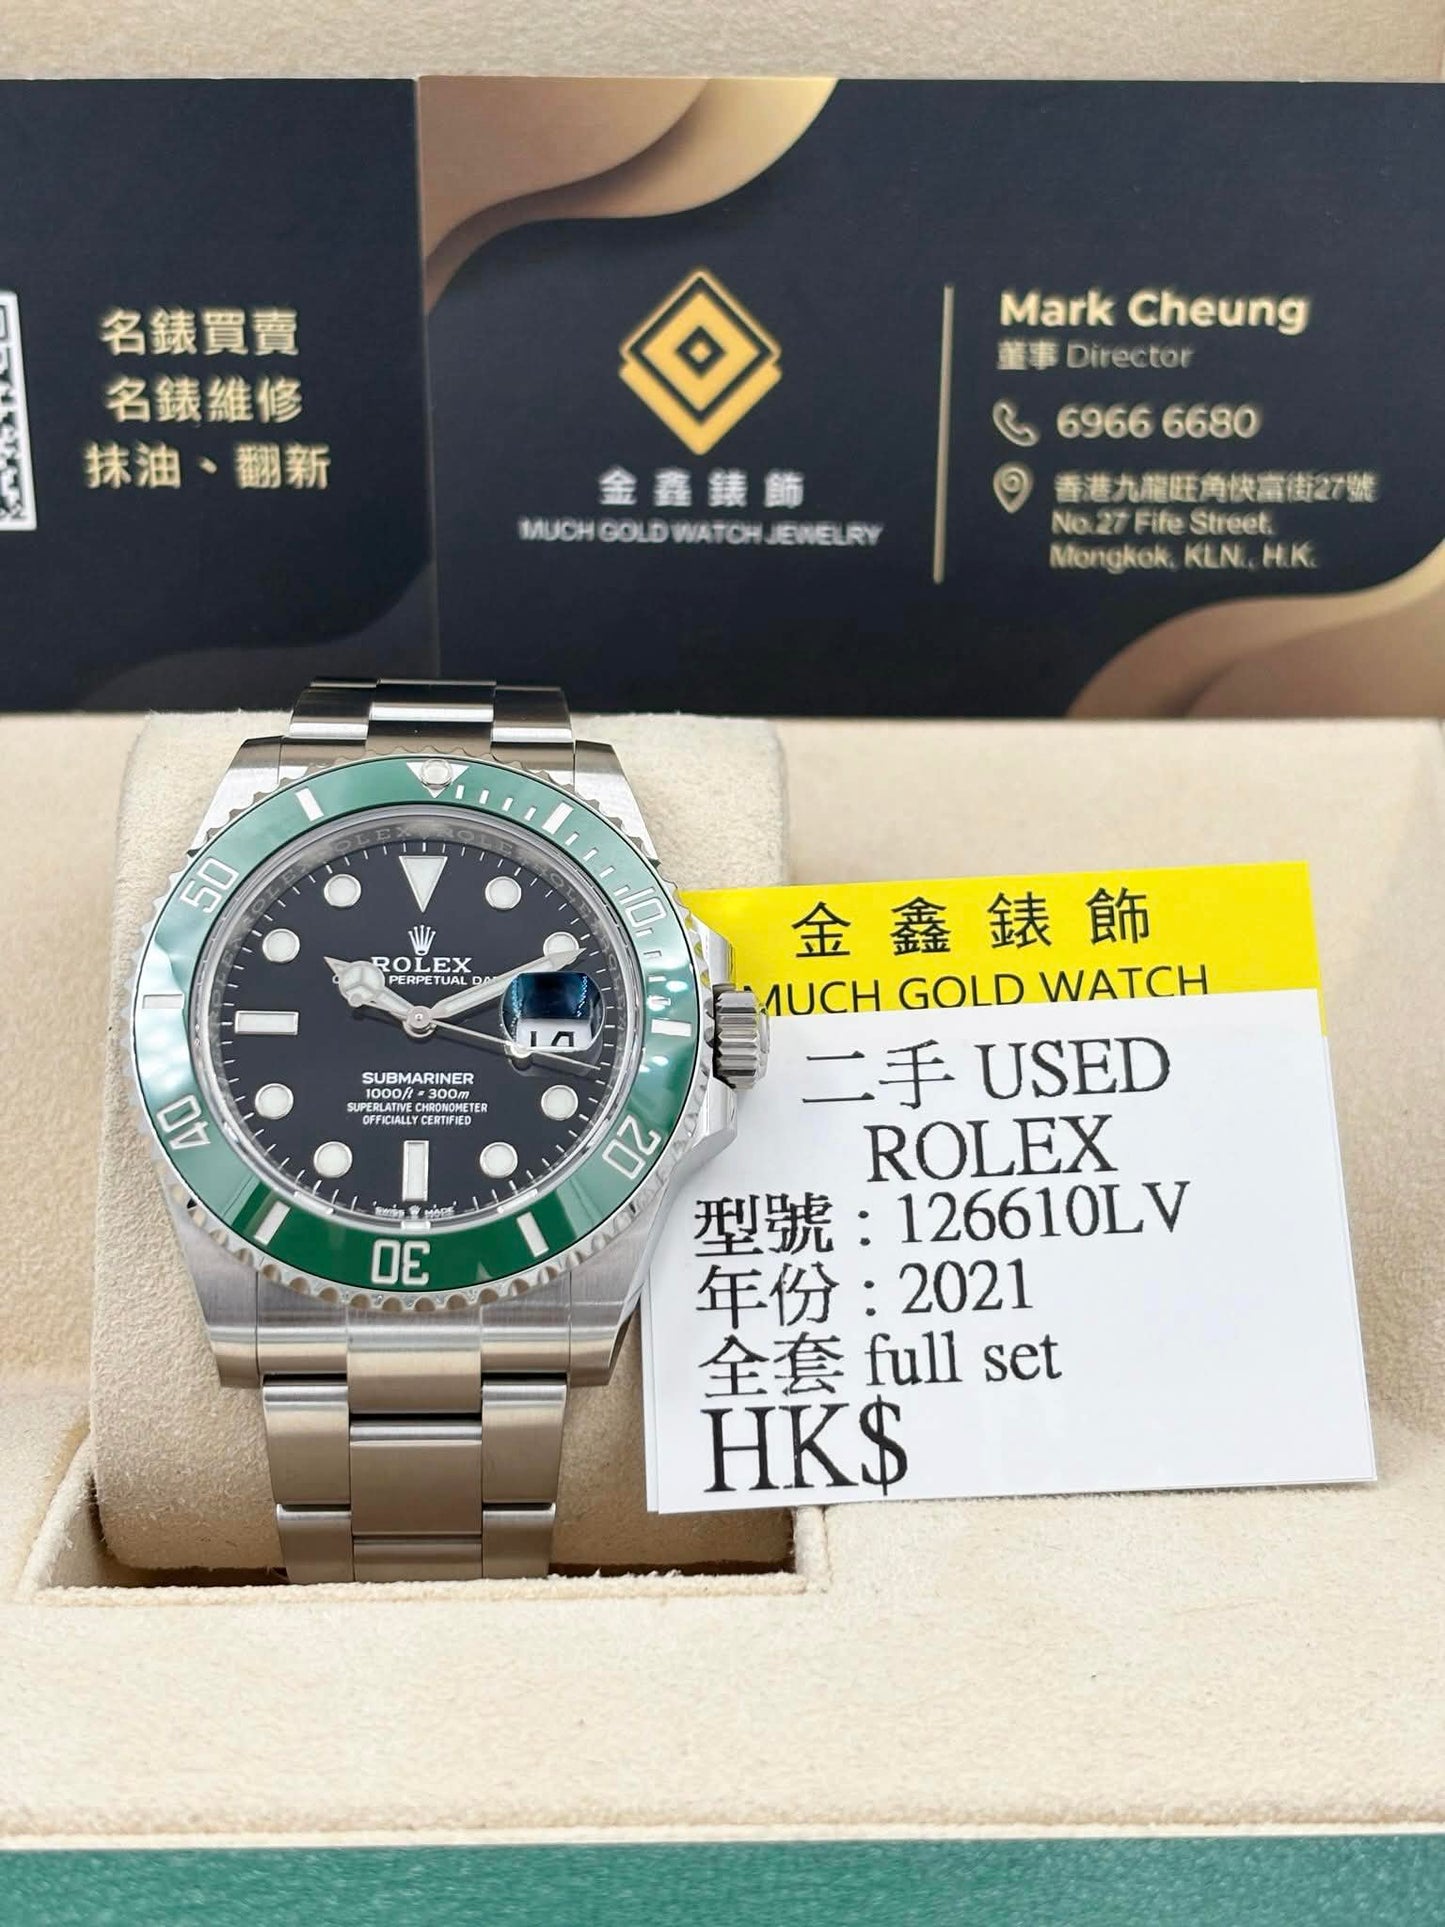 名錶買賣
名錶維修
抹油、翻新
金鑫錶飾
MUCH GOLD WATCH JEWELRY
Mark Cheung
董事 Director
6966 6680
香港九龍旺角快富街27號
No.27 Fife Street,
Mongkok, KLN., H.K.
50
10
40
20
30
ROLEX
PERPETUAL
SUBMARINER
1000ft = 300m
SUPERLATIVE CHRONOMETER
OFFICIALLY CERTIFIED
SWISS MADE
金鑫錶飾
MUCH GOLD WATCH
二手 USED
ROLEX
型號：126610LV
年份：2021
全套 full set
HK$